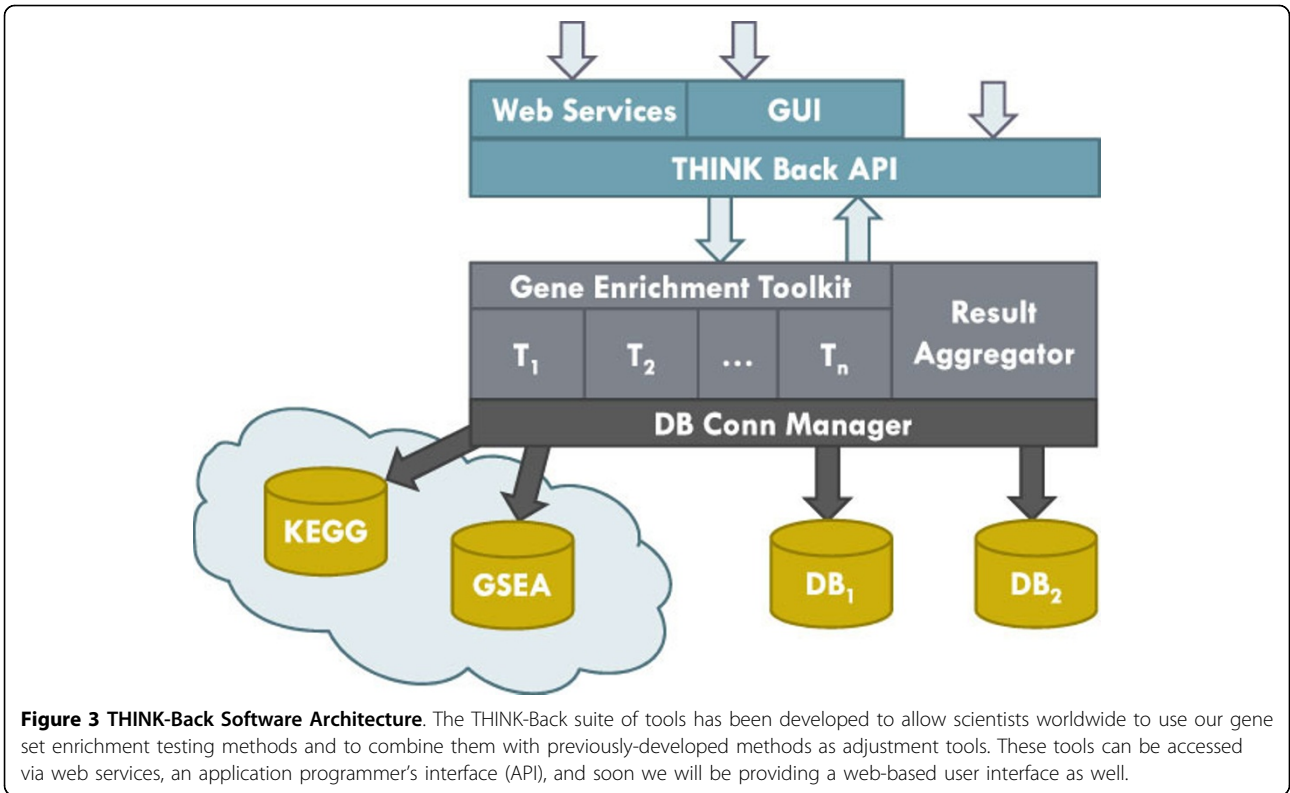 Web Services
GUI
THINK Back API
Gene Enrichment Toolkit
Result
Aggregator
T₁
T₂
...
Tₙ
DB Conn Manager
KEGG
GSEA
DB₁
DB₂
Figure 3 THINK-Back Software Architecture. The THINK-Back suite of tools has been developed to allow scientists worldwide to use our gene
set enrichment testing methods and to combine them with previously-developed methods as adjustment tools. These tools can be accessed
via web services, an application programmer's interface (API), and soon we will be providing a web-based user interface as well.